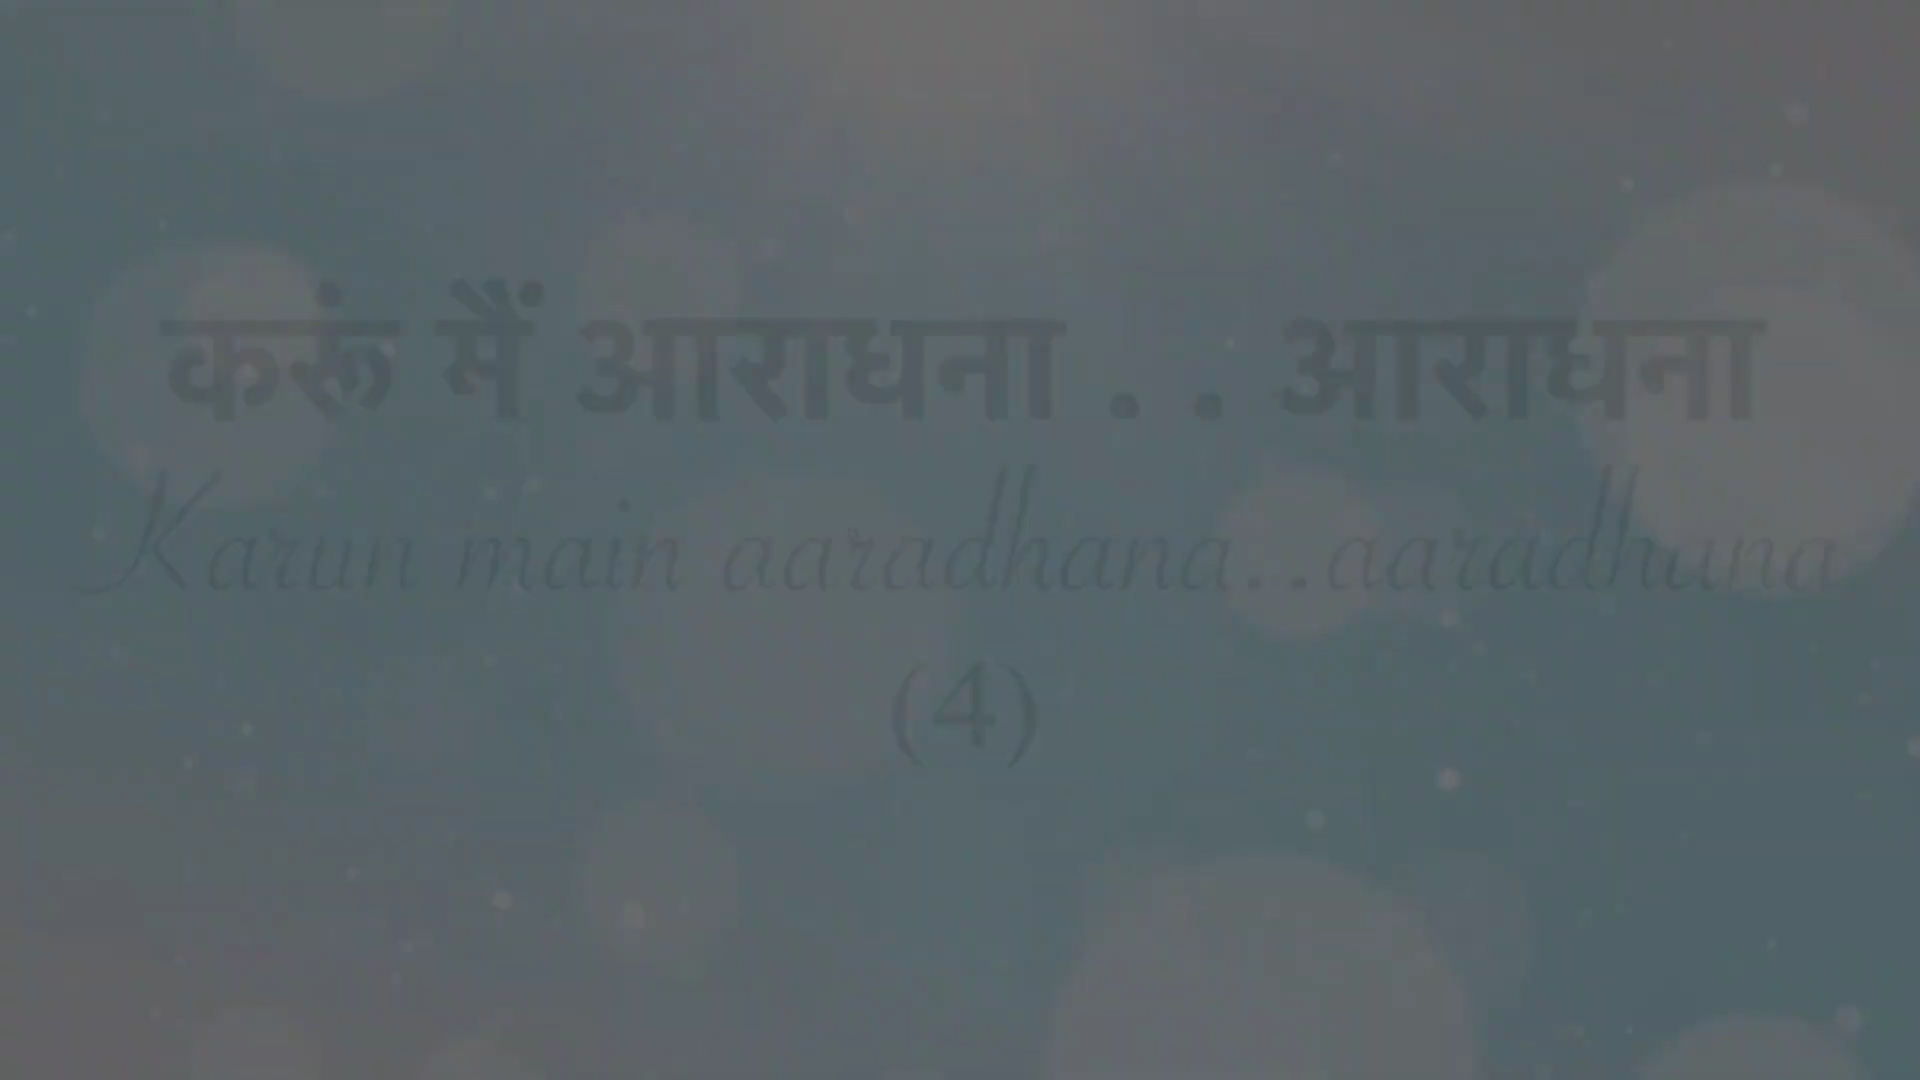 करूं मैं आराधना . . आराधना
Karun main aaradhana..aaradhana
(4)